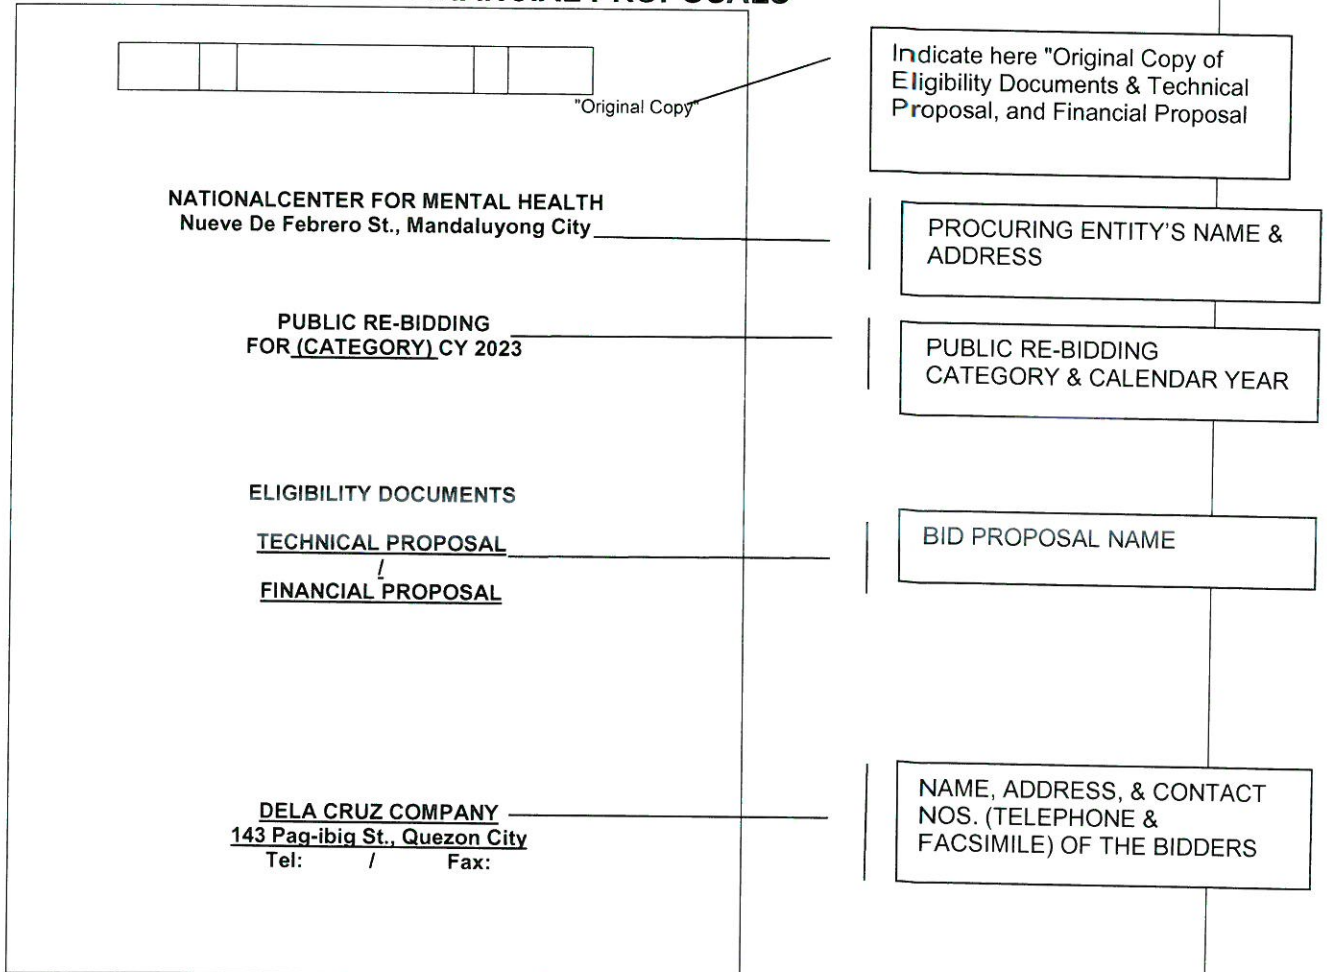 "Original Copy"
Indicate here "Original Copy of
Eligibility Documents & Technical
Proposal, and Financial Proposal
NATIONALCENTER FOR MENTAL HEALTH
Nueve De Febrero St., Mandaluyong City
PROCURING ENTITY'S NAME &
ADDRESS
PUBLIC RE-BIDDING
FOR (CATEGORY) CY 2023
PUBLIC RE-BIDDING
CATEGORY & CALENDAR YEAR
ELIGIBILITY DOCUMENTS
TECHNICAL PROPOSAL
/
FINANCIAL PROPOSAL
BID PROPOSAL NAME
DELA CRUZ COMPANY
143 Pag-ibig St., Quezon City
Tel: / Fax:
NAME, ADDRESS, & CONTACT
NOS. (TELEPHONE &
FACSIMILE) OF THE BIDDERS